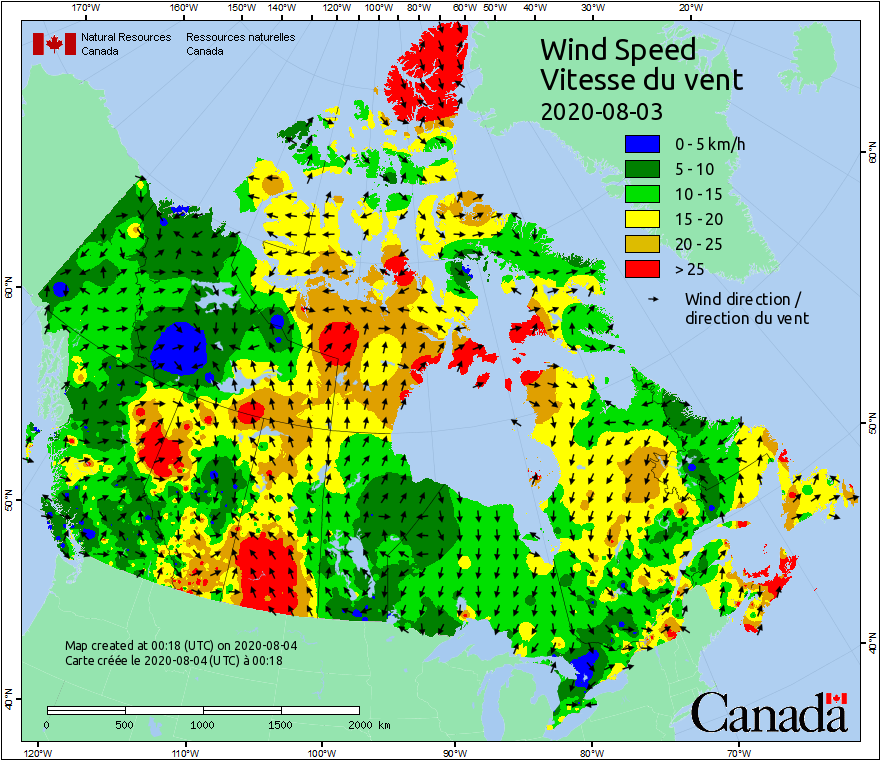 170°W 160°W 150°W 140°W 120°W 100°W 80°W 60°W 50°W 40°W 30°W 20°W
Natural Resources Ressources naturelles
Canada Canada
Wind Speed
Vitesse du vent
2020-08-03
0 - 5 km/h
5 - 10
10 - 15
15 - 20
20 - 25
> 25
Wind direction /
direction du vent
60°N 60°N
50°N 50°N
40°N 40°N
Map created at 00:18 (UTC) on 2020-08-04
Carte créée le 2020-08-04 (UTC) à 00:18
0 500 1000 1500 2000 km
Canada
120°W 110°W 100°W 90°W 80°W 70°W